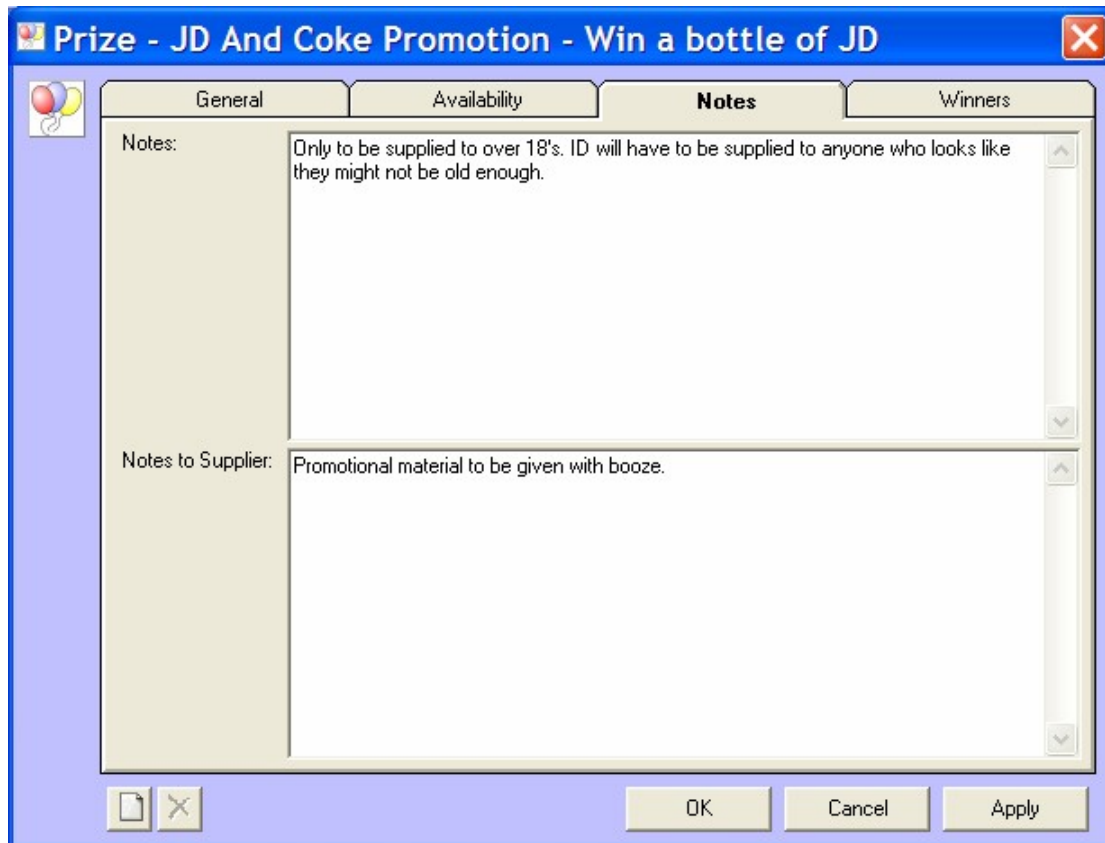 Prize - JD And Coke Promotion - Win a bottle of JD
General
Availability
Notes
Winners
Notes:
Only to be supplied to over 18's. ID will have to be supplied to anyone who looks like
they might not be old enough.
Notes to Supplier:
Promotional material to be given with booze.
OK
Cancel
Apply